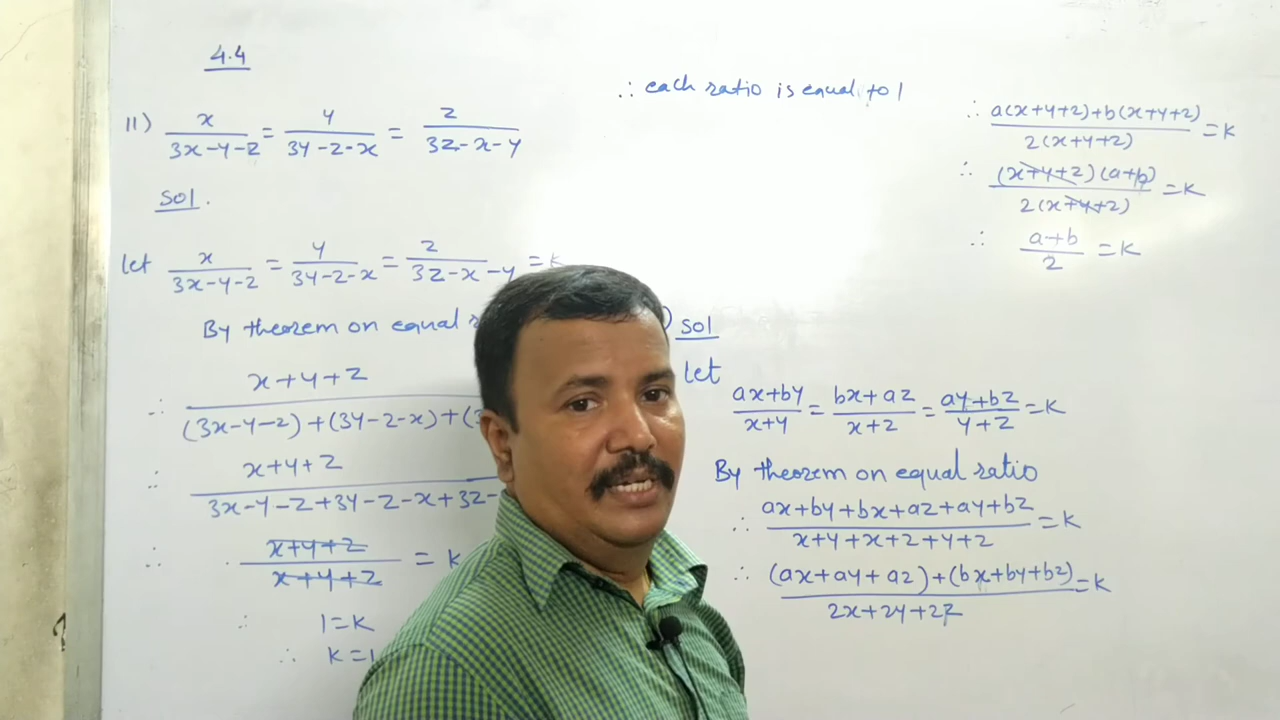 4.4
11) x/(3x-y-z) = y/(3y-z-x) = z/(3z-x-y)
Sol.
let x/(3x-y-z) = y/(3y-z-x) = z/(3z-x-y) = k
By theorem on equal
∴ (x+y+z)/((3x-y-z)+(3y-z-x)+(3
∴ (x+y+z)/(3x-y-z+3y-z-x+3z-
∴ (x+y+z)/(x+y+z) = k
∴ 1=k
∴ k=1
∴ each ratio is equal to 1
) Sol
let
(ax+by)/(x+y) = (bx+az)/(x+z) = (ay+bz)/(y+z) = k
By theorem on equal ratio
∴ (ax+by+bx+az+ay+bz)/(x+y+x+z+y+z) = k
∴ ((ax+ay+az)+(bx+by+bz))/(2x+2y+2z) = k
∴ (a(x+y+z)+b(x+y+z))/(2(x+y+z)) = k
∴ ((x+y+z)(a+b))/(2(x+y+z)) = k
∴ (a+b)/2 = k